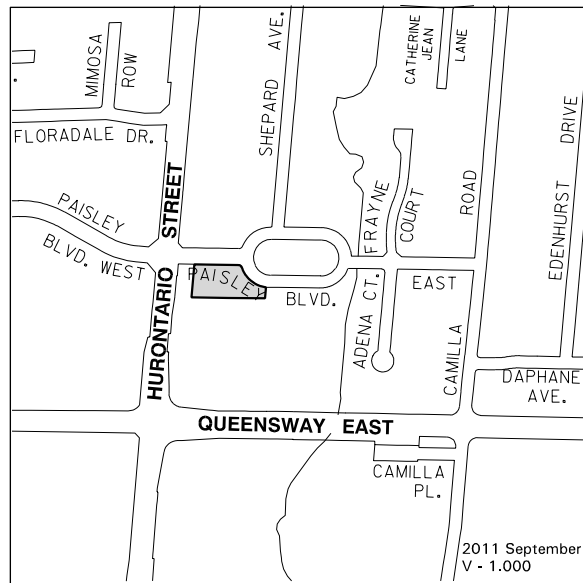 MIMOSA
ROW
SHEPARD AVE.
CATHERINE
JEAN
LANE
FLORADALE DR.
EDENHURST DRIVE
PAISLEY
BLVD. WEST
HURONTARIO STREET
FRAYNE
COURT
CAMILLA ROAD
PAISLEY BLVD. EAST
ADENA CT.
DAPHANE
AVE.
QUEENSWAY EAST
CAMILLA
PL.
2011 September
V - 1.000